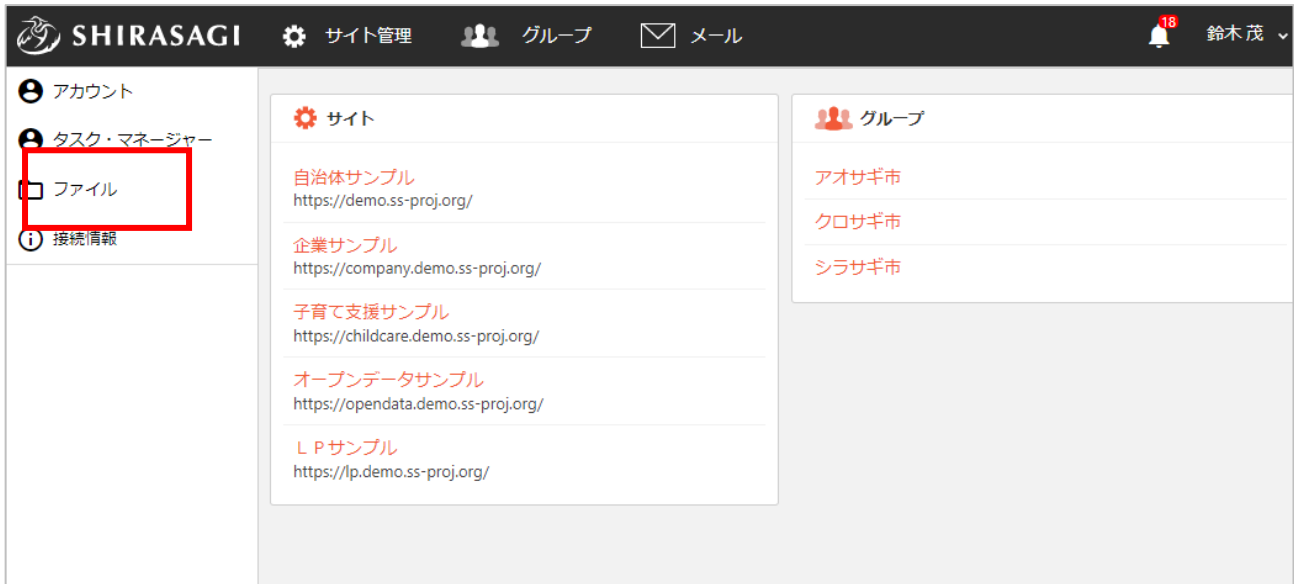 SHIRASAGI サイト管理 グループ メール 18 鈴木 茂
アカウント
タスク・マネージャー
ファイル
接続情報
サイト
自治体サンプル
https://demo.ss-proj.org/
企業サンプル
https://company.demo.ss-proj.org/
子育て支援サンプル
https://childcare.demo.ss-proj.org/
オープンデータサンプル
https://opendata.demo.ss-proj.org/
ＬＰサンプル
https://lp.demo.ss-proj.org/
グループ
アオサギ市
クロサギ市
シラサギ市